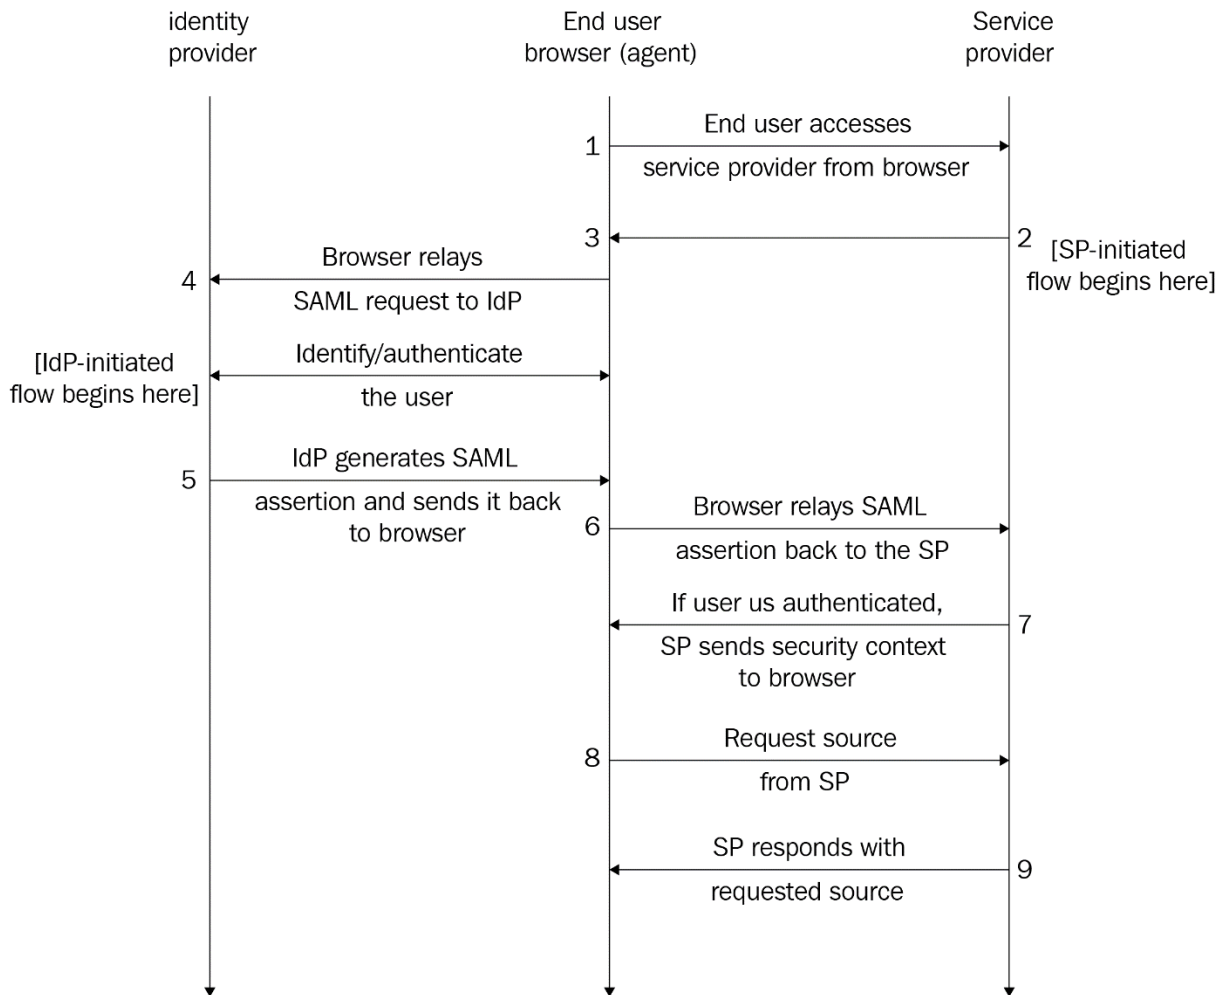 identity
provider
End user
browser (agent)
Service
provider
1
End user accesses
service provider from browser
3
2
[SP-initiated
flow begins here]
4
Browser relays
SAML request to IdP
[IdP-initiated
flow begins here]
Identify/authenticate
the user
5
IdP generates SAML
assertion and sends it back
to browser
6
Browser relays SAML
assertion back to the SP
If user us authenticated,
SP sends security context
to browser
7
8
Request source
from SP
SP responds with
requested source
9